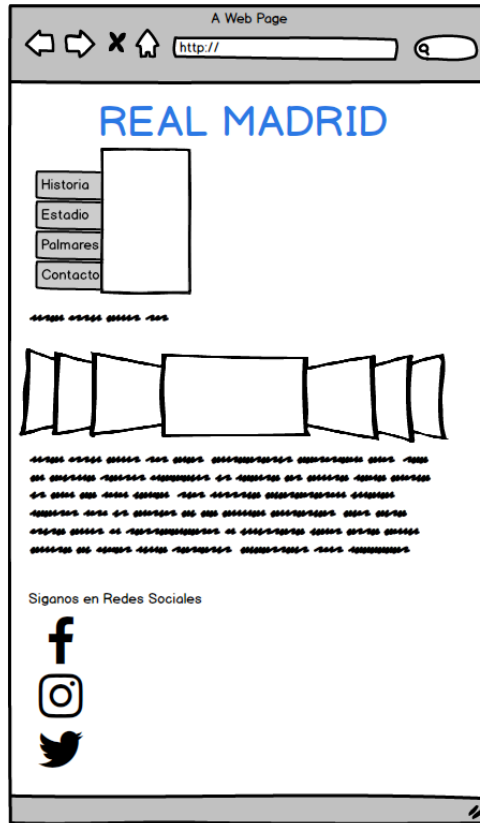 A Web Page
http://
REAL MADRID
Historia
Estadio
Palmares
Contacto
Siganos en Redes Sociales